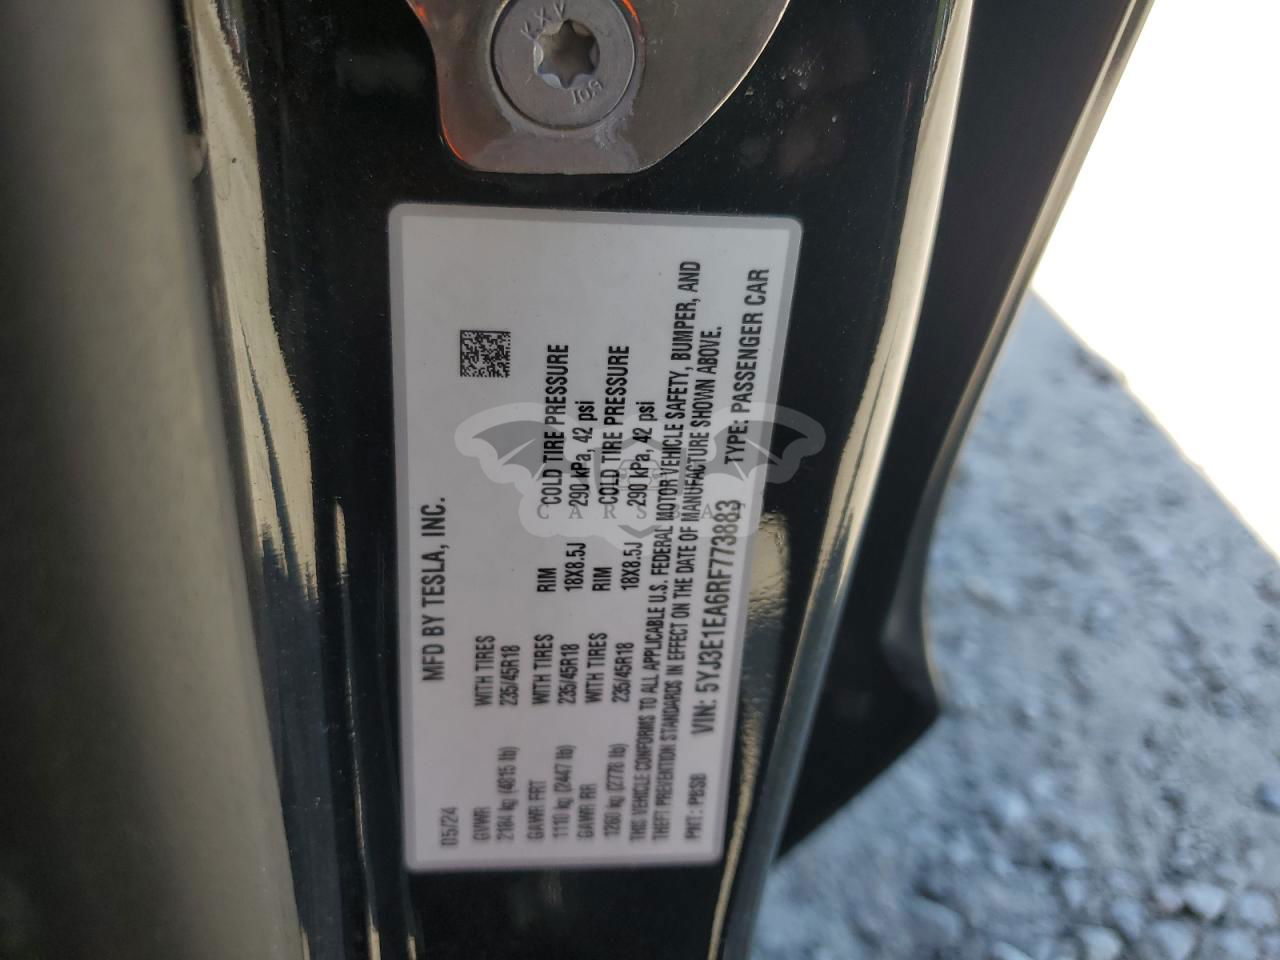 MFD BY TESLA, INC.
05/24
GVWR WITH TIRES RIM COLD TIRE PRESSURE
2184 kg (4815 lb) 235/45R18 18X8.5J 290 kPa, 42 psi
GAWR FRT WITH TIRES RIM COLD TIRE PRESSURE
1110 kg (2447 lb) 235/45R18 18X8.5J 290 kPa, 42 psi
GAWR RR WITH TIRES
1260 kg (2778 lb) 235/45R18
THIS VEHICLE CONFORMS TO ALL APPLICABLE U.S. FEDERAL MOTOR VEHICLE SAFETY, BUMPER, AND
THEFT PREVENTION STANDARDS IN EFFECT ON THE DATE OF MANUFACTURE SHOWN ABOVE.
PNT: PBSB VIN: 5YJ3E1EA6RF773883 TYPE: PASSENGER CAR
KXK
109